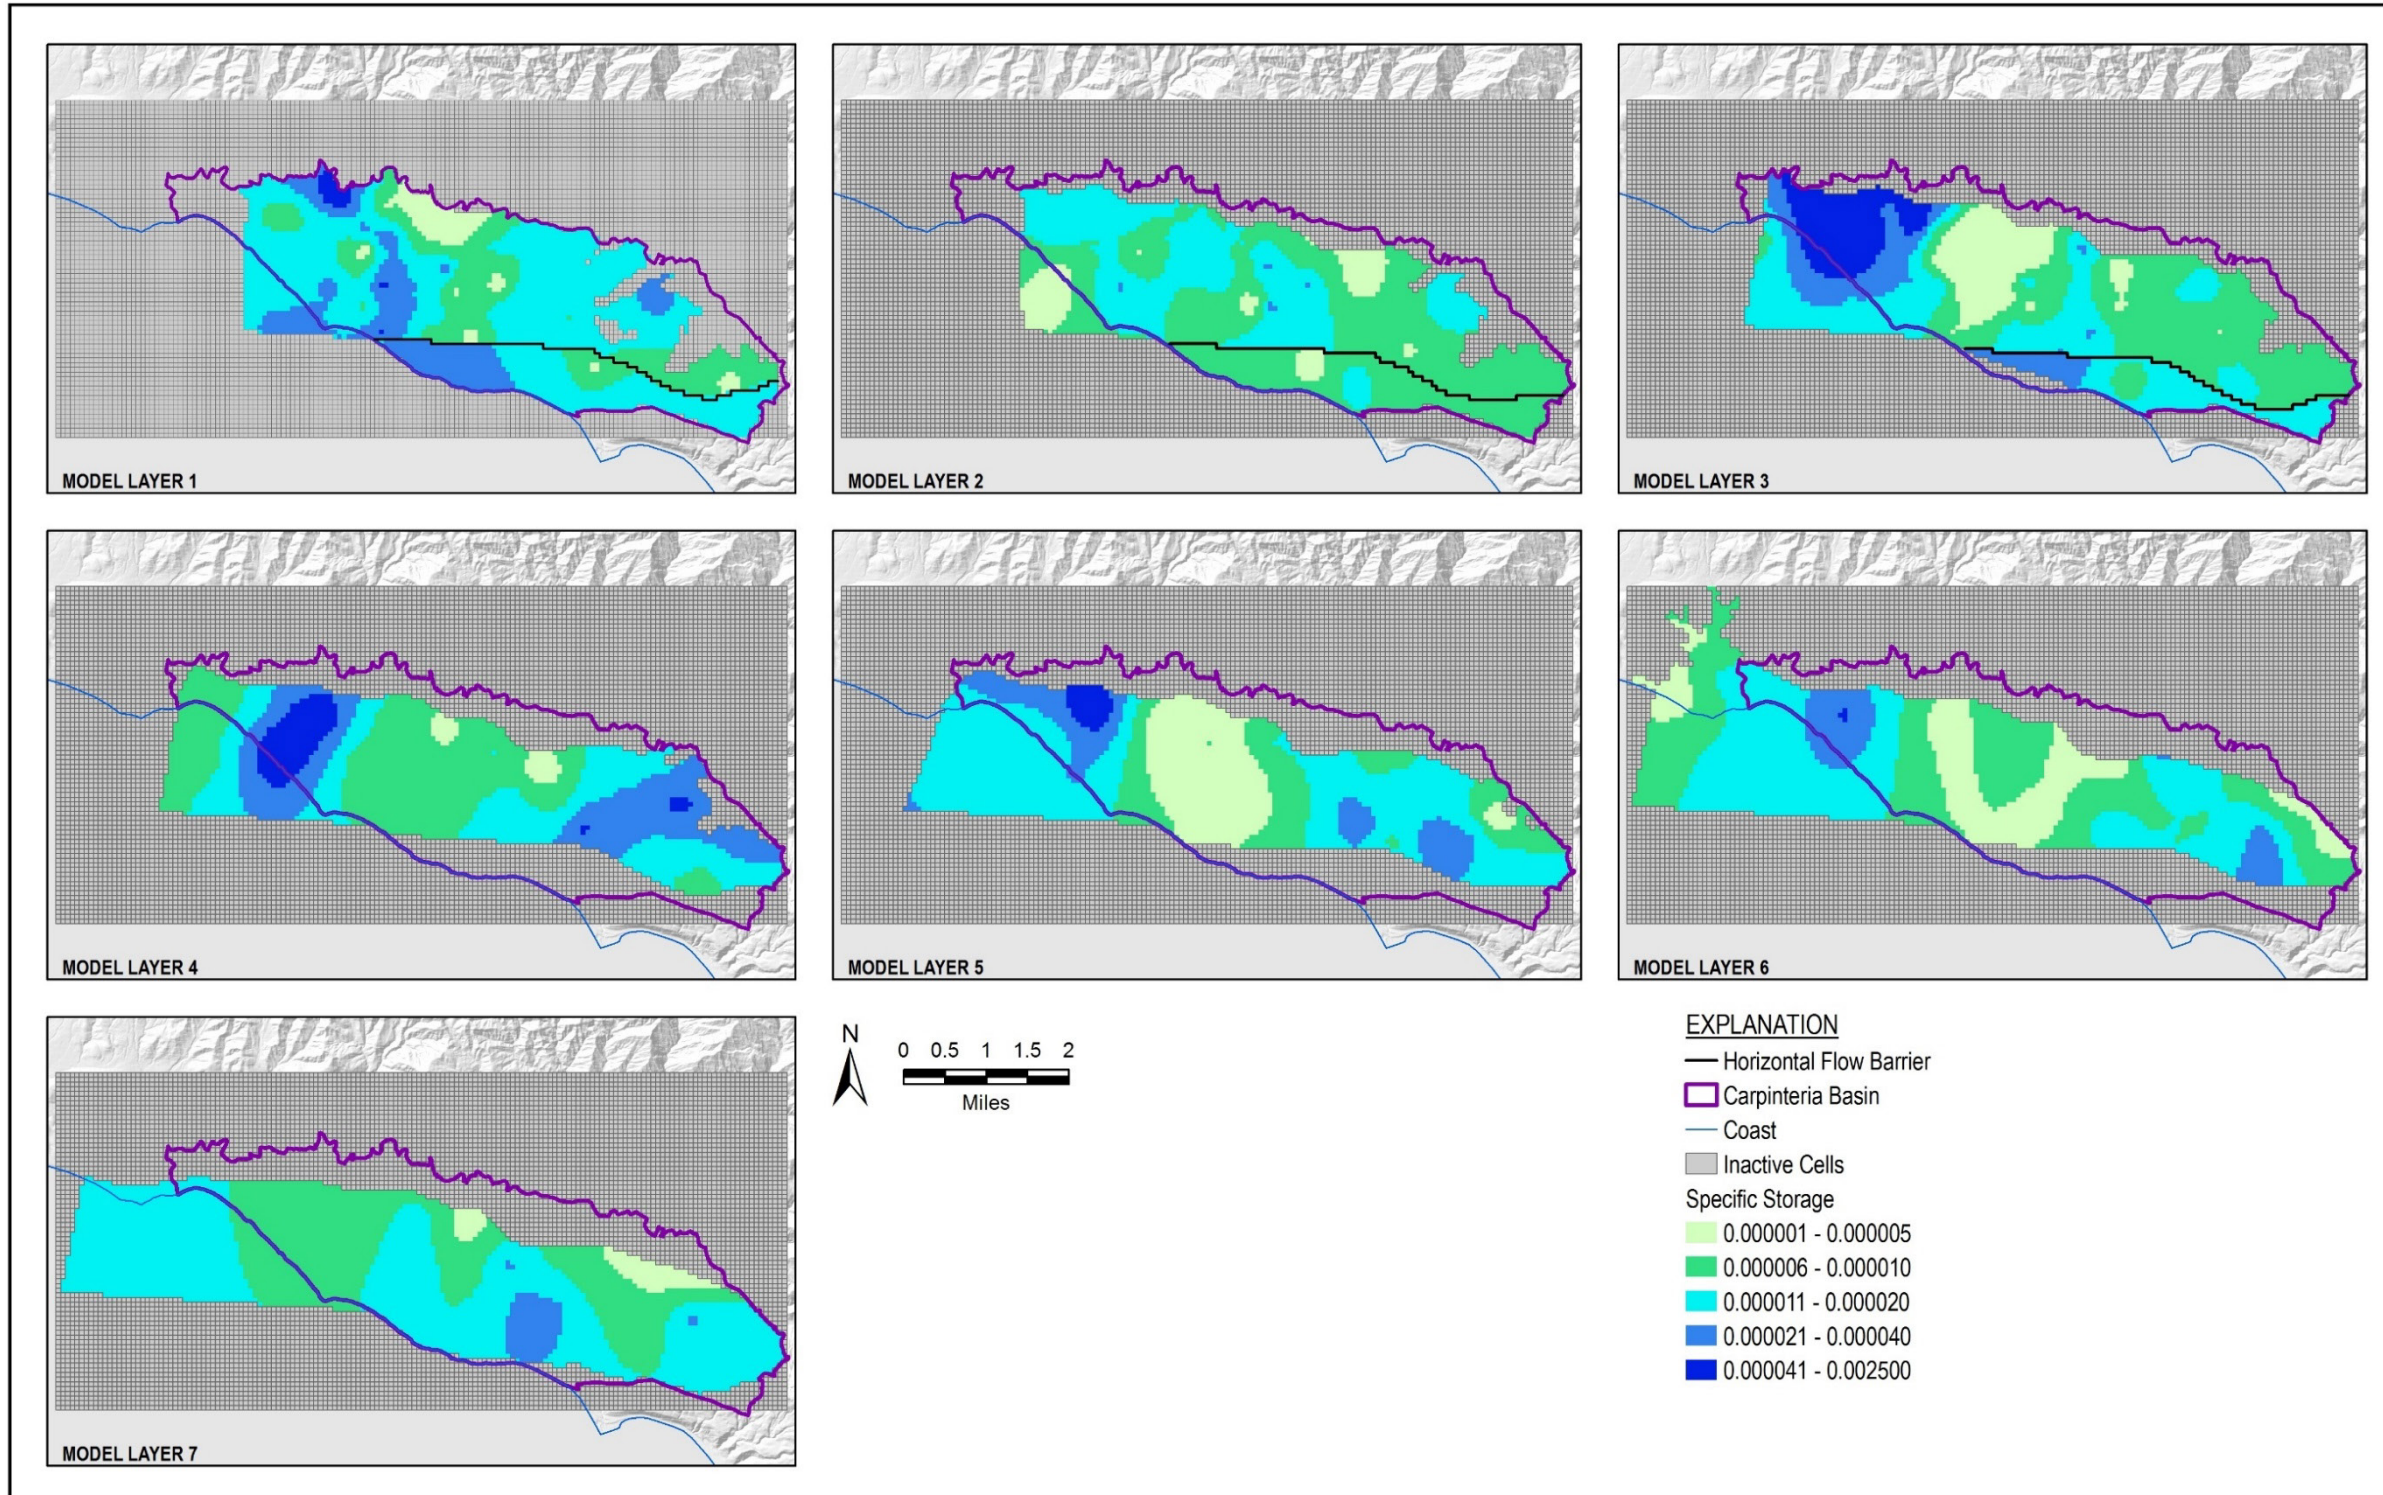 MODEL LAYER 1
MODEL LAYER 2
MODEL LAYER 3
MODEL LAYER 4
MODEL LAYER 5
MODEL LAYER 6
MODEL LAYER 7
N
0 0.5 1 1.5 2
Miles
EXPLANATION
Horizontal Flow Barrier
Carpinteria Basin
Coast
Inactive Cells
Specific Storage
0.000001 - 0.000005
0.000006 - 0.000010
0.000011 - 0.000020
0.000021 - 0.000040
0.000041 - 0.002500